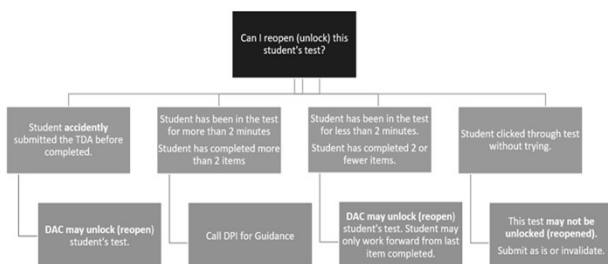 Can I reopen (unlock) this
student's test?
Student accidently
submitted the TDA before
completed.
Student has been in the test
for more than 2 minutes
Student has completed more
than 2 items
Student has been in the test
for less than 2 minutes.
Student has completed 2 or
fewer items.
Student clicked through test
without trying.
DAC may unlock (reopen)
student's test.
Call DPI for Guidance
DAC may unlock (reopen)
student's test. Student may
only work forward from last
item completed.
This test may not be
unlocked (reopened).
Submit as is or invalidate.